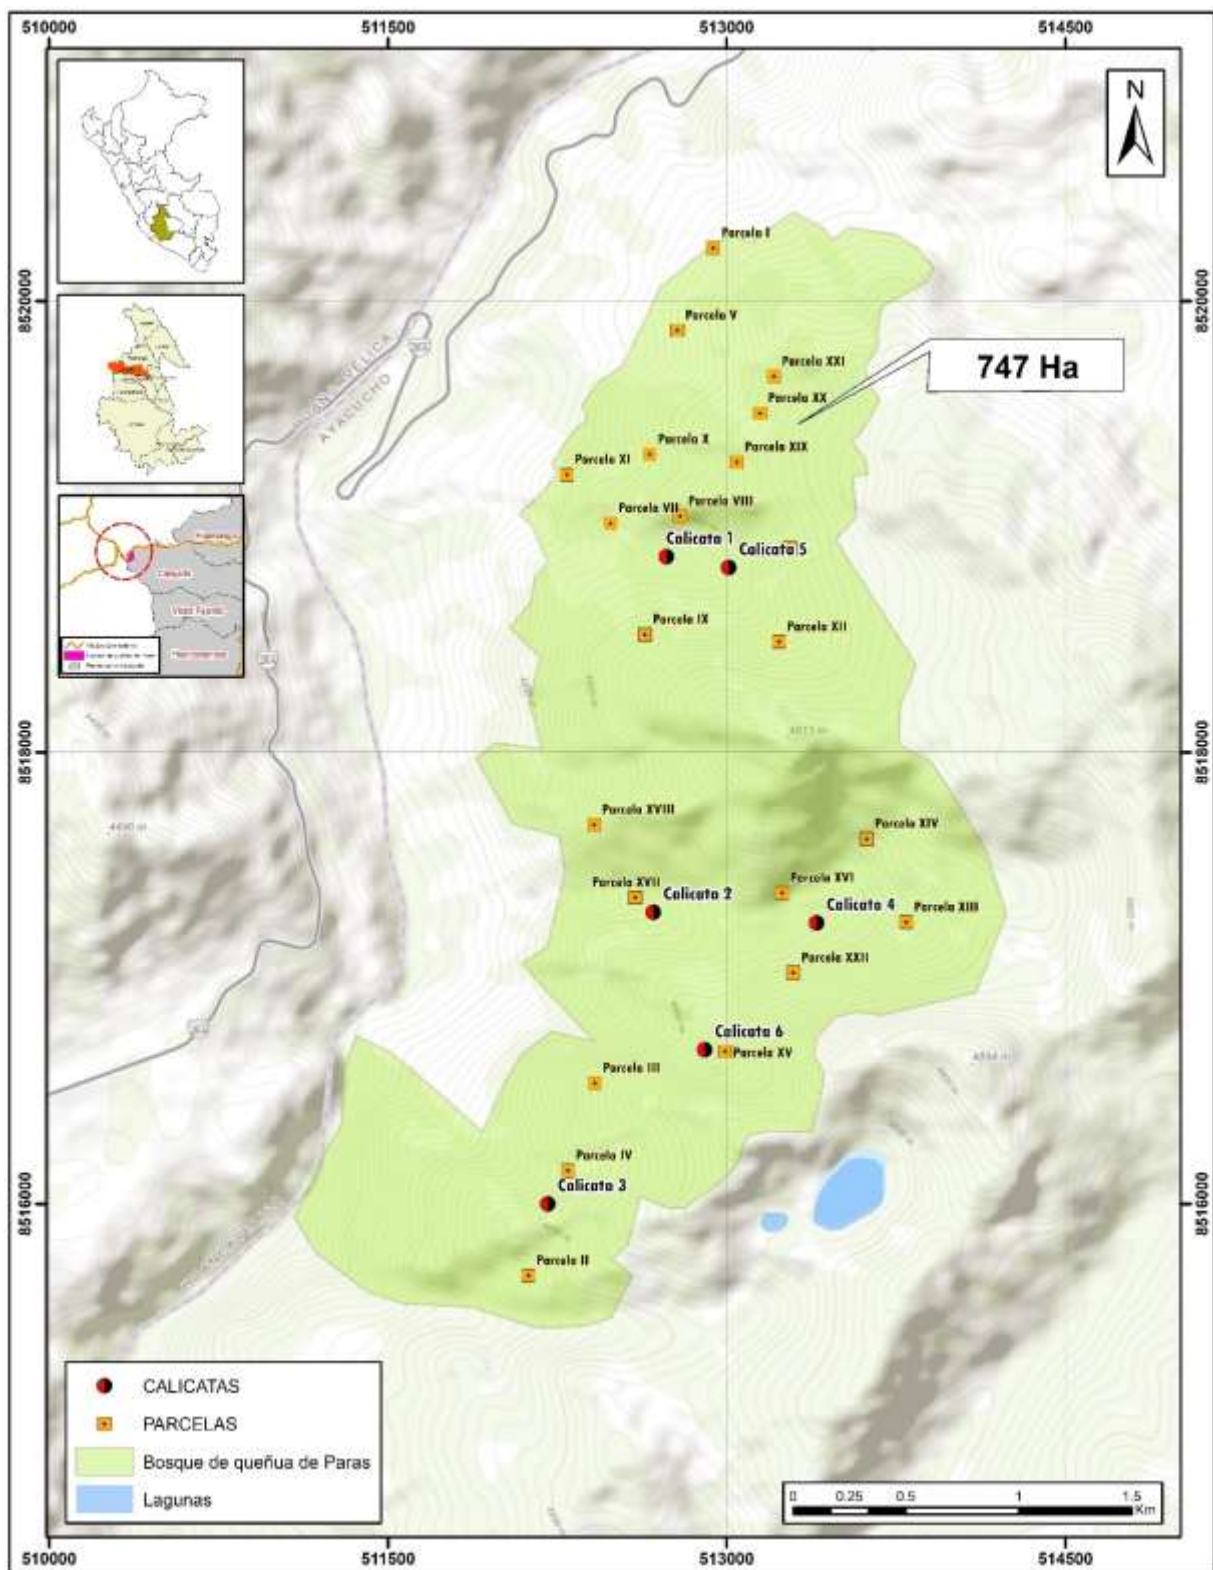 510000
511500
513000
514500
N
Parcela I
8520000
8520000
Parcela V
747 Ha
AYACUCHO
Parcela XXI
Parcela XX
Parcela X
Parcela XIX
Parcela XI
Parcela VIII
Parcela VII
Calicata 1
Calicata 5
Parcela IX
Parcela XII
8518000
8518000
Parcela XVIII
Parcela XIV
Parcela XVI
Parcela XVII
Calicata 2
Calicata 4
Parcela XIII
Parcela XXII
Calicata 6
Parcela XV
Parcela III
Parcela IV
Calicata 3
8516000
8516000
Parcela II
CALICATAS
PARCELAS
Bosque de queñua de Paras
Lagunas
0 0.25 0.5 1 1.5
Km
510000
511500
513000
514500